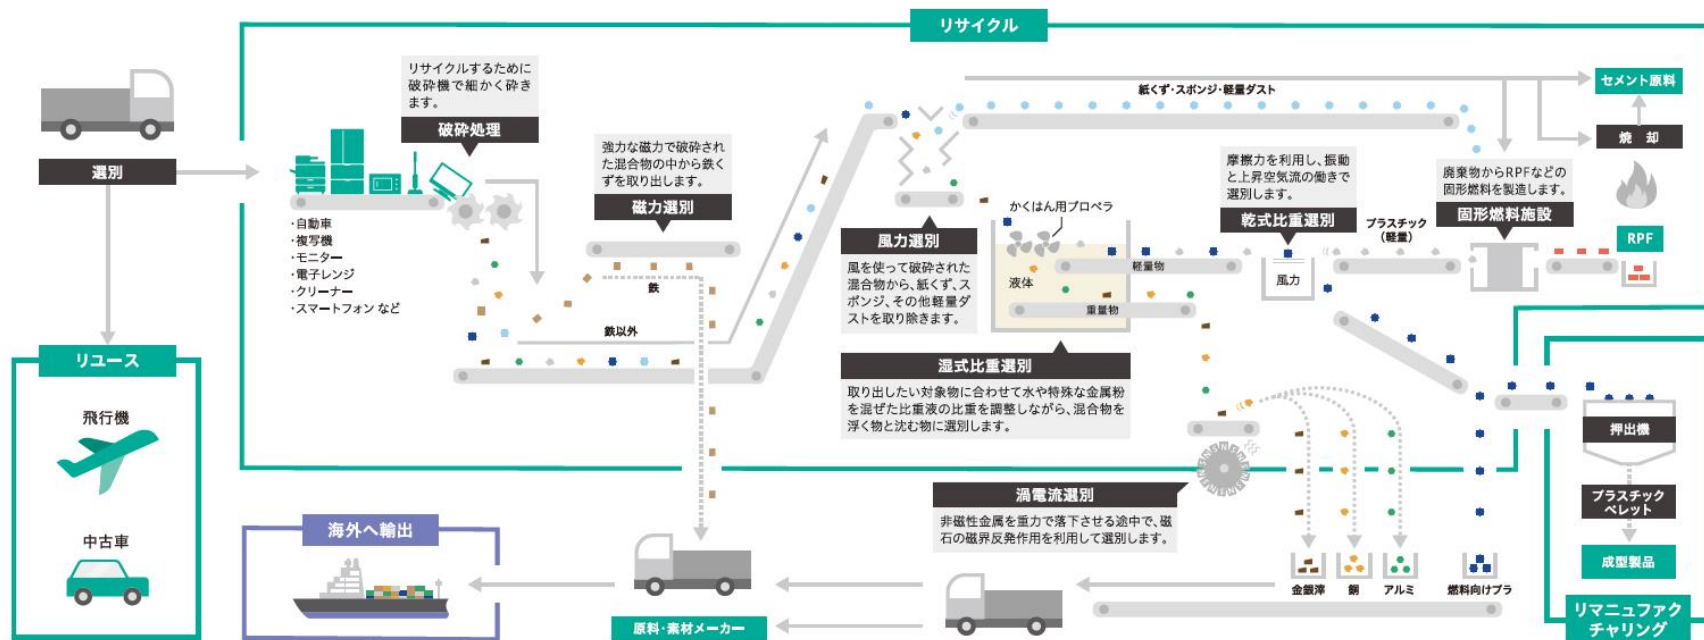 リサイクル
選別
リサイクルするために
破砕機で細かく砕き
ます。
破砕処理
・自動車
・複写機
・モニター
・電子レンジ
・クリーナー
・スマートフォン など
強力な磁力で破砕され
た混合物の中から鉄く
ずを取り出します。
磁力選別
鉄
鉄以外
風力選別
風を使って破砕された
混合物から、紙くず、ス
ポンジ、その他軽量ダ
ストを取り除きます。
紙くず・スポンジ・軽量ダスト
かくはん用プロペラ
液体
軽量物
重量物
湿式比重選別
取り出したい対象物に合わせて水や特殊な金属粉
を混ぜた比重液の比重を調整しながら、混合物を
浮く物と沈む物に選別します。
摩擦力を利用し、振動
と上昇空気流の働きで
選別します。
乾式比重選別
風力
プラスチック
(軽量)
廃棄物からRPFなどの
固形燃料を製造します。
固形燃料施設
セメント原料
焼 却
RPF
リユース
飛行機
中古車
渦電流選別
非磁性金属を重力で落下させる途中で、磁
石の磁界反発作用を利用して選別します。
金銀滓
銅
アルミ
燃料向けプラ
押出機
プラスチック
ペレット
成型製品
リマニュファク
チャリング
海外へ輸出
原料・素材メーカー